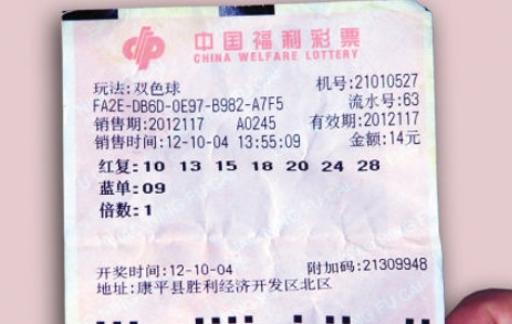 中国福利彩票
CHINA WELFARE LOTTERY
玩法:双色球 机号:21010527
FA2E-DB6D-0E97-B982-A7F5 流水号:63
销售期:2012117 A0245 有效期:2012117
销售时间:12-10-04 13:55:09 金额:14元
红复:10 13 15 18 20 24 28
蓝单:09
倍数:1
开奖时间:12-10-04 附加码:21309948
地址:康平县胜利经济开发区北区